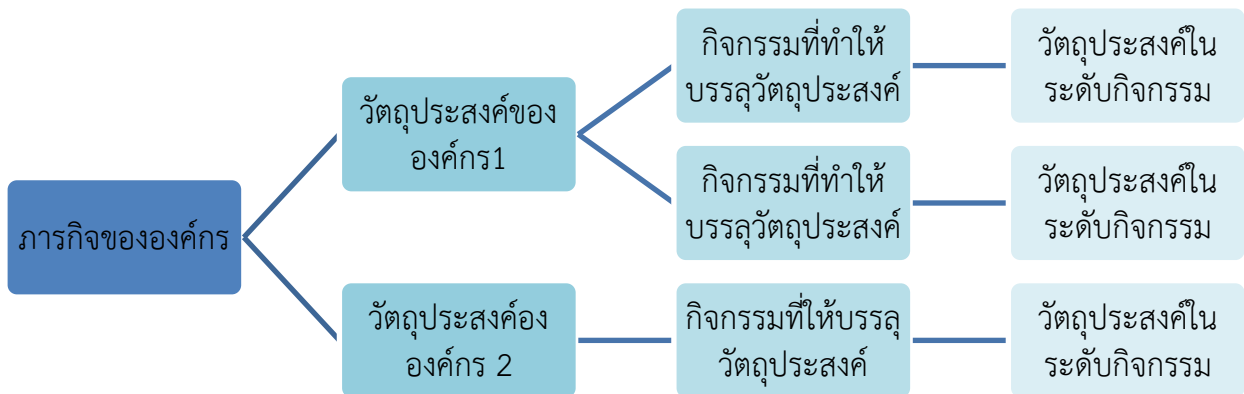 ภารกิจขององค์กร
วัตถุประสงค์ของ
องค์กร1
กิจกรรมที่ทำให้
บรรลุวัตถุประสงค์
วัตถุประสงค์ใน
ระดับกิจกรรม
กิจกรรมที่ทำให้
บรรลุวัตถุประสงค์
วัตถุประสงค์ใน
ระดับกิจกรรม
วัตถุประสงค์อง
องค์กร 2
กิจกรรมที่ให้บรรลุ
วัตถุประสงค์
วัตถุประสงค์ใน
ระดับกิจกรรม